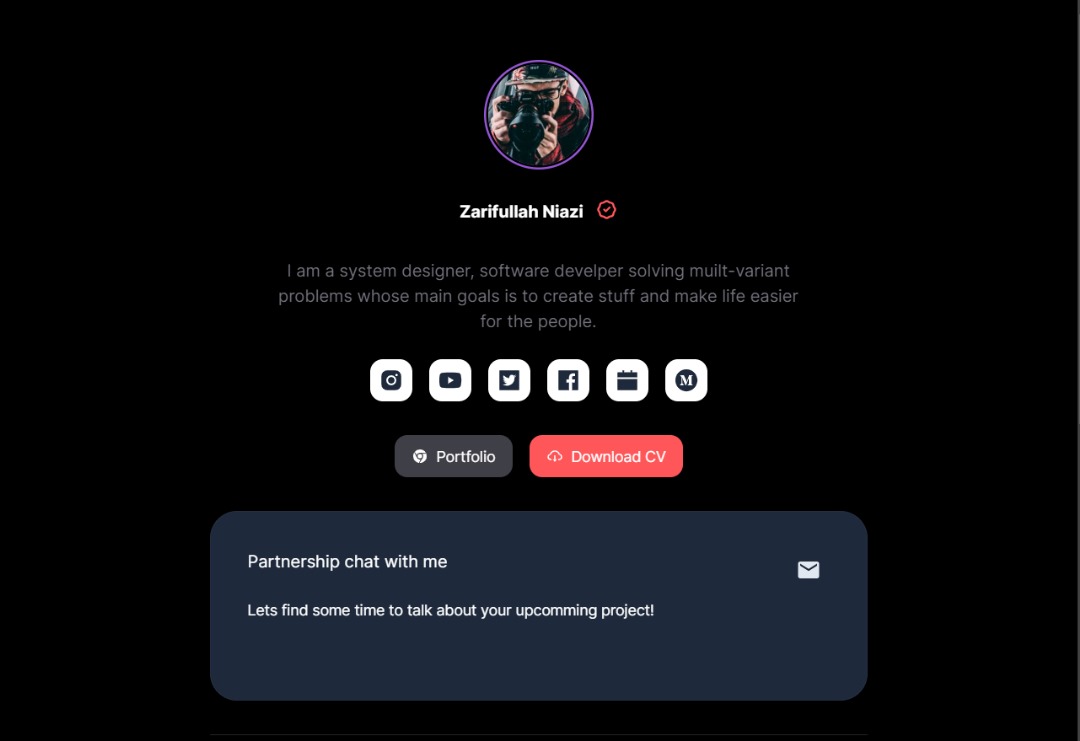 Zarifullah Niazi
I am a system designer, software develper solving muilt-variant
problems whose main goals is to create stuff and make life easier
for the people.
M
Portfolio
Download CV
Partnership chat with me
Lets find some time to talk about your upcomming project!